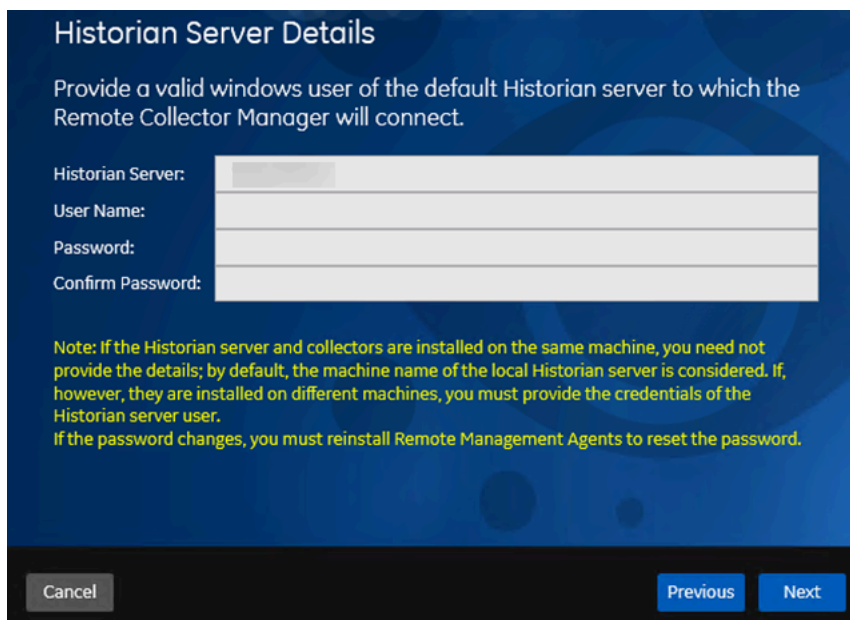 Historian Server Details
Provide a valid windows user of the default Historian server to which the
Remote Collector Manager will connect.
Historian Server:
User Name:
Password:
Confirm Password:
Note: If the Historian server and collectors are installed on the same machine, you need not
provide the details; by default, the machine name of the local Historian server is considered. If,
however, they are installed on different machines, you must provide the credentials of the
Historian server user.
If the password changes, you must reinstall Remote Management Agents to reset the password.
Cancel
Previous
Next